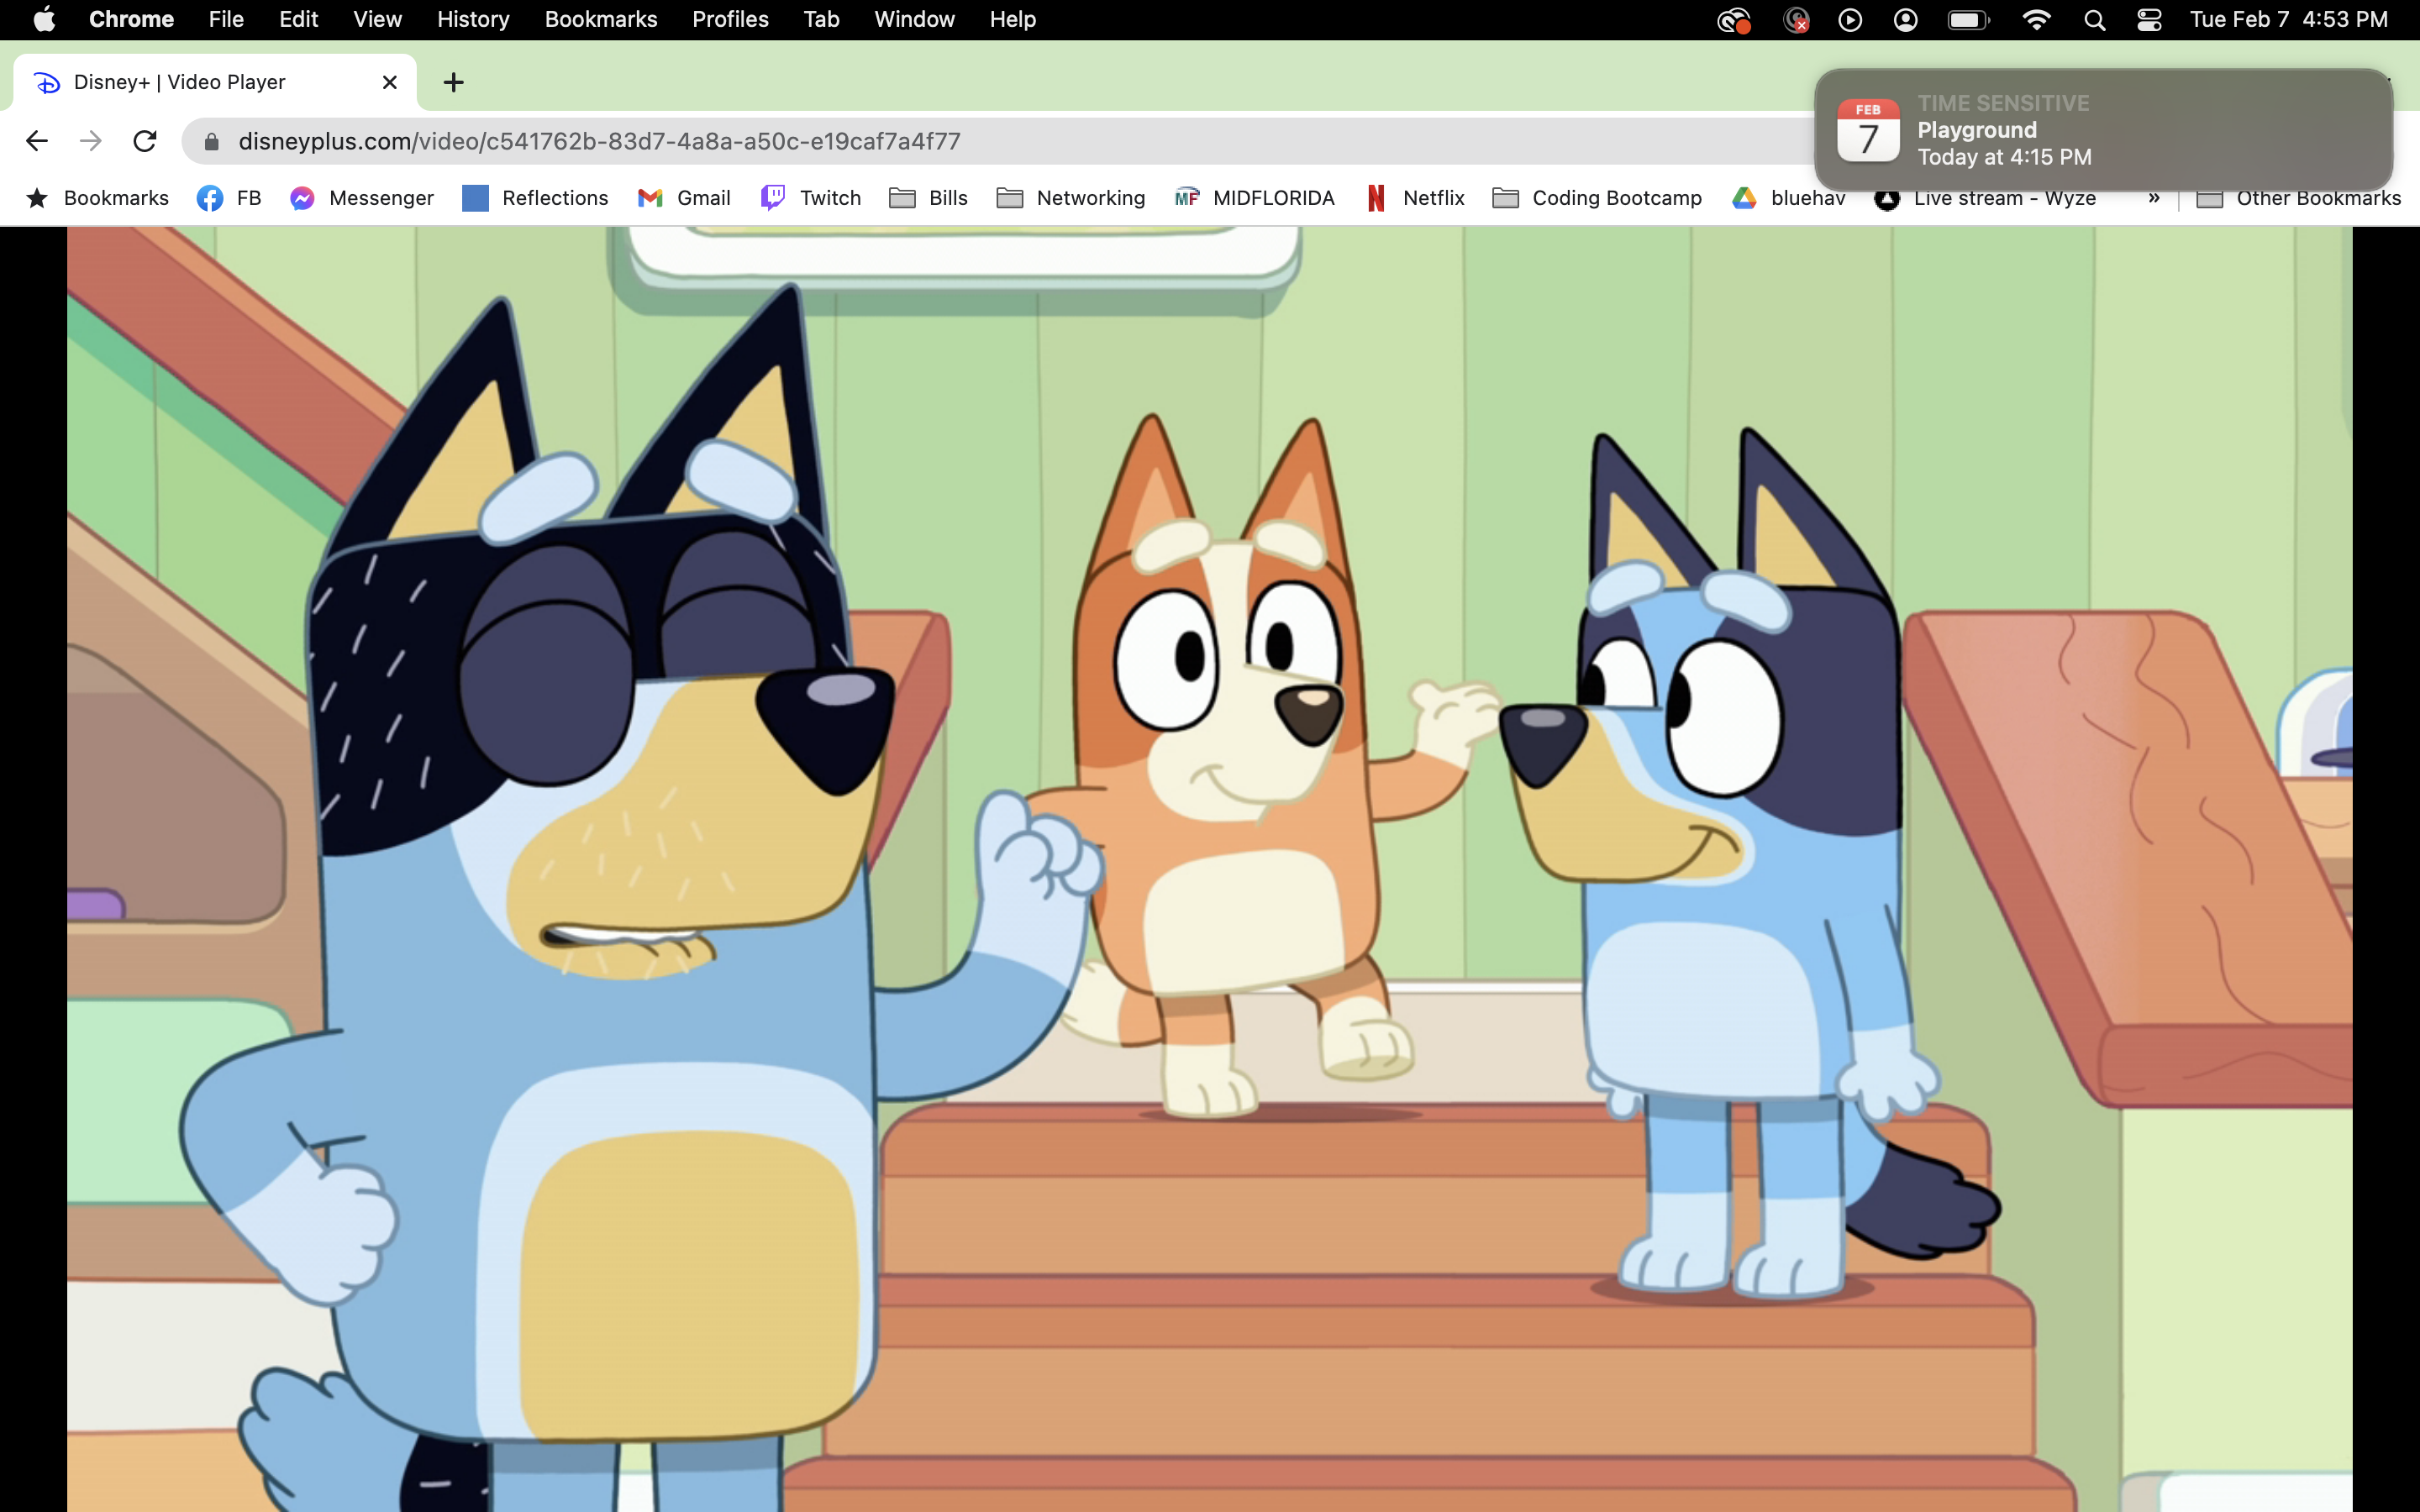 Chrome File Edit View History Bookmarks Profiles Tab Window Help Tue Feb 7 4:53 PM
Disney+ | Video Player
disneyplus.com/video/c541762b-83d7-4a8a-a50c-e19caf7a4f77
FEB
7
TIME SENSITIVE
Playground
Today at 4:15 PM
Bookmarks FB Messenger Reflections Gmail Twitch Bills Networking MF MIDFLORIDA Netflix Coding Bootcamp bluehav Live stream - Wyze » Other Bookmarks